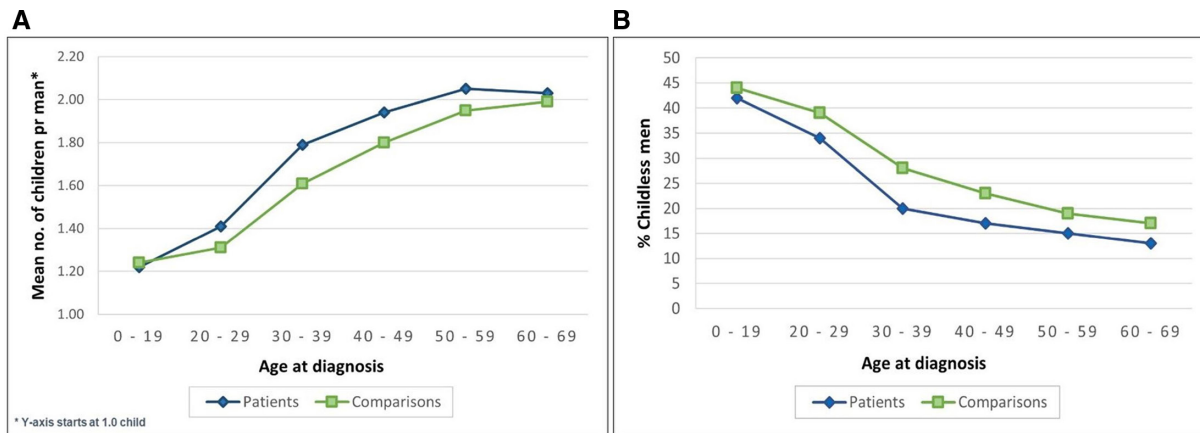 A
Mean no. of children pr man*
2.20
2.00
1.80
1.60
1.40
1.20
1.00
0 - 19 20 - 29 30 - 39 40 - 49 50 - 59 60 - 69
Age at diagnosis
Patients Comparisons
* Y-axis starts at 1.0 child
B
% Childless men
50
45
40
35
30
25
20
15
10
5
0
0 - 19 20 - 29 30 - 39 40 - 49 50 - 59 60 - 69
Age at diagnosis
Patients Comparisons